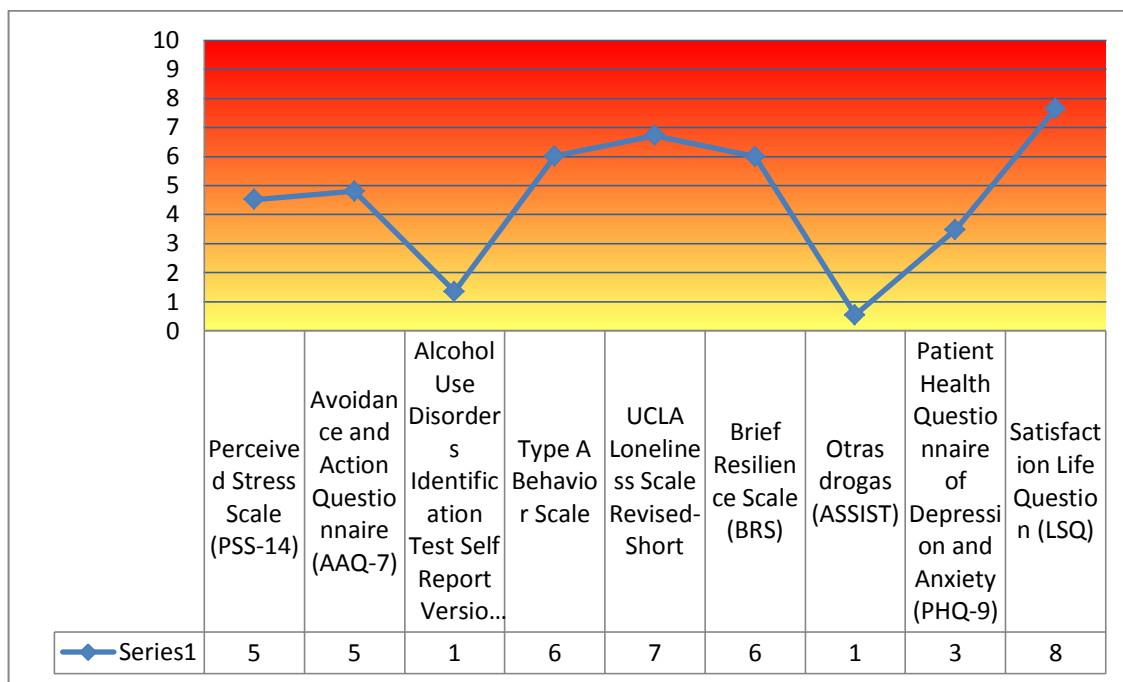 10
9
8
7
6
5
4
3
2
1
0
Perceive
d Stress
Scale
(PSS-14)
Avoidan
ce and
Action
Questio
nnaire
(AAQ-7)
Alcohol
Use
Disorder
s
Identific
ation
Test Self
Report
Versio...
Type A
Behavio
r Scale
UCLA
Loneline
ss Scale
Revised-
Short
Brief
Resilien
ce Scale
(BRS)
Otras
drogas
(ASSIST)
Patient
Health
Questio
nnaire
of
Depressi
on and
Anxiety
(PHQ-9)
Satisfact
ion Life
Questio
n (LSQ)
Series1 5 5 1 6 7 6 1 3 8